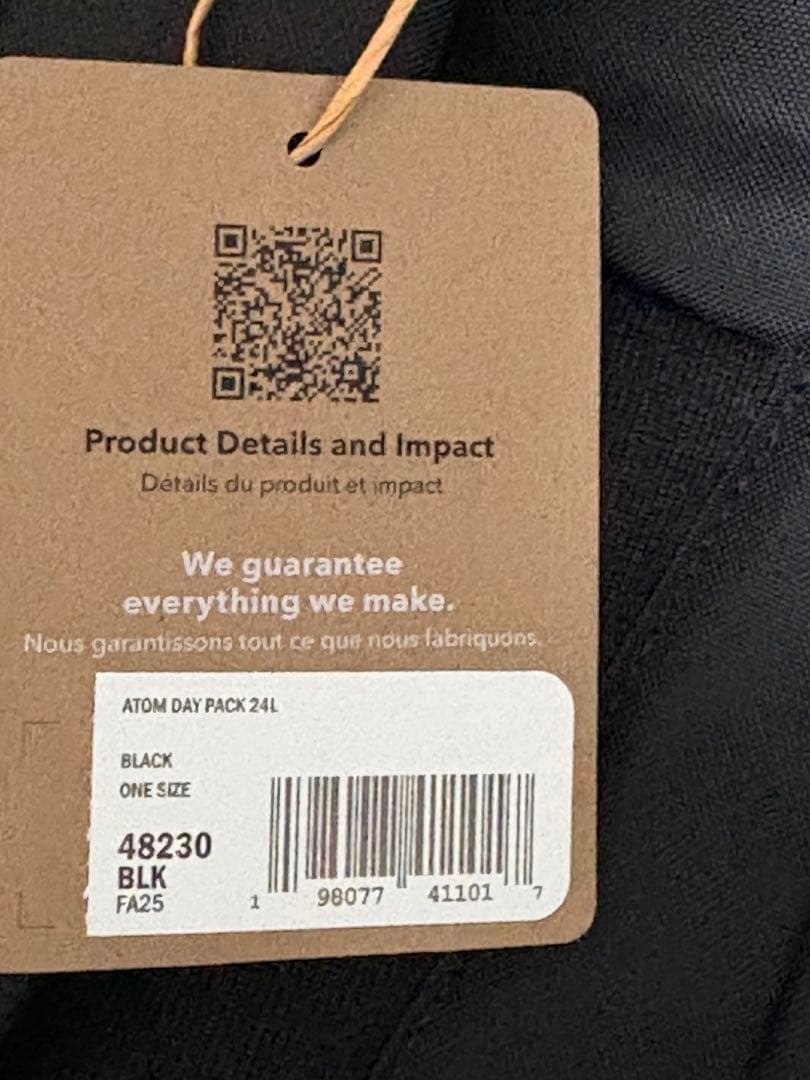 Product Details and Impact
Détails du produit et impact
We guarantee
everything we make.
Nous garantissons tout ce que nous fabriquons.
ATOM DAY PACK 24L
BLACK
ONE SIZE
48230
BLK
FA25
1 98077 41101 7